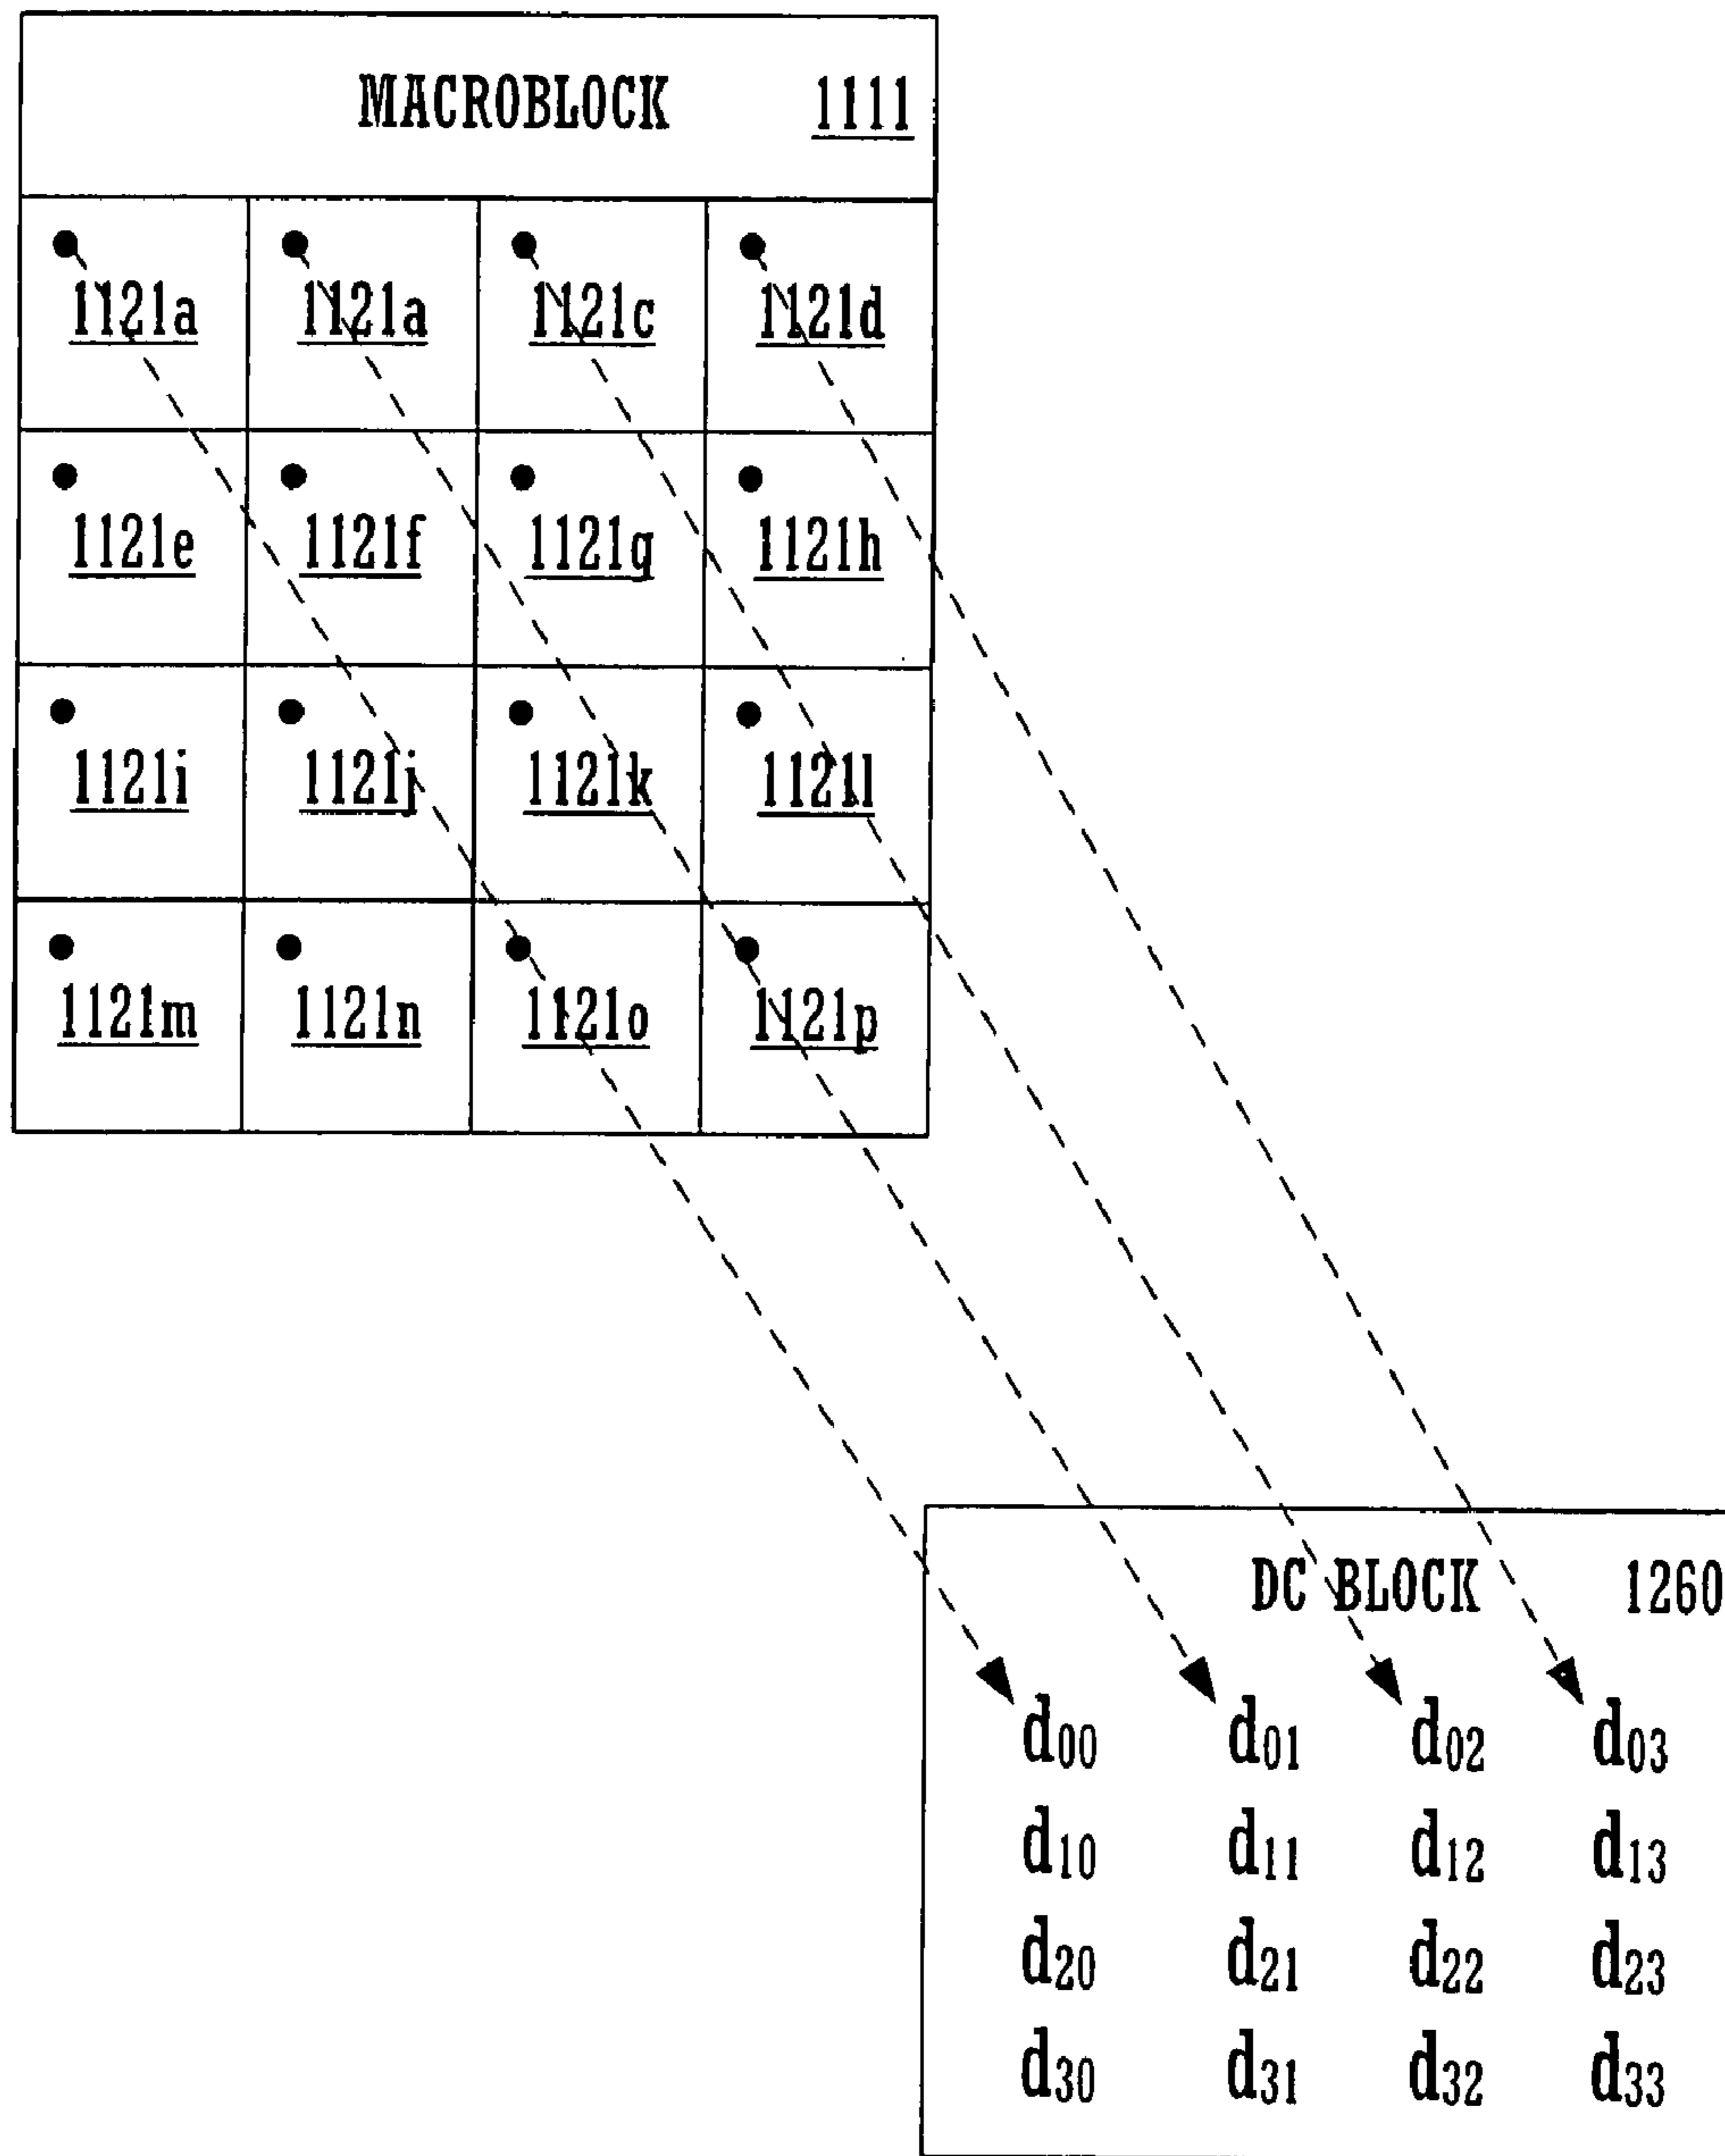 MACROBLOCK 1111
1121a 1121a 1121c 1121d
1121e 1121f 1121g 1121h
1121i 1121j 1121k 1121l
1121m 1121n 1121o 1121p
DC BLOCK 1260
d00 d01 d02 d03
d10 d11 d12 d13
d20 d21 d22 d23
d30 d31 d32 d33